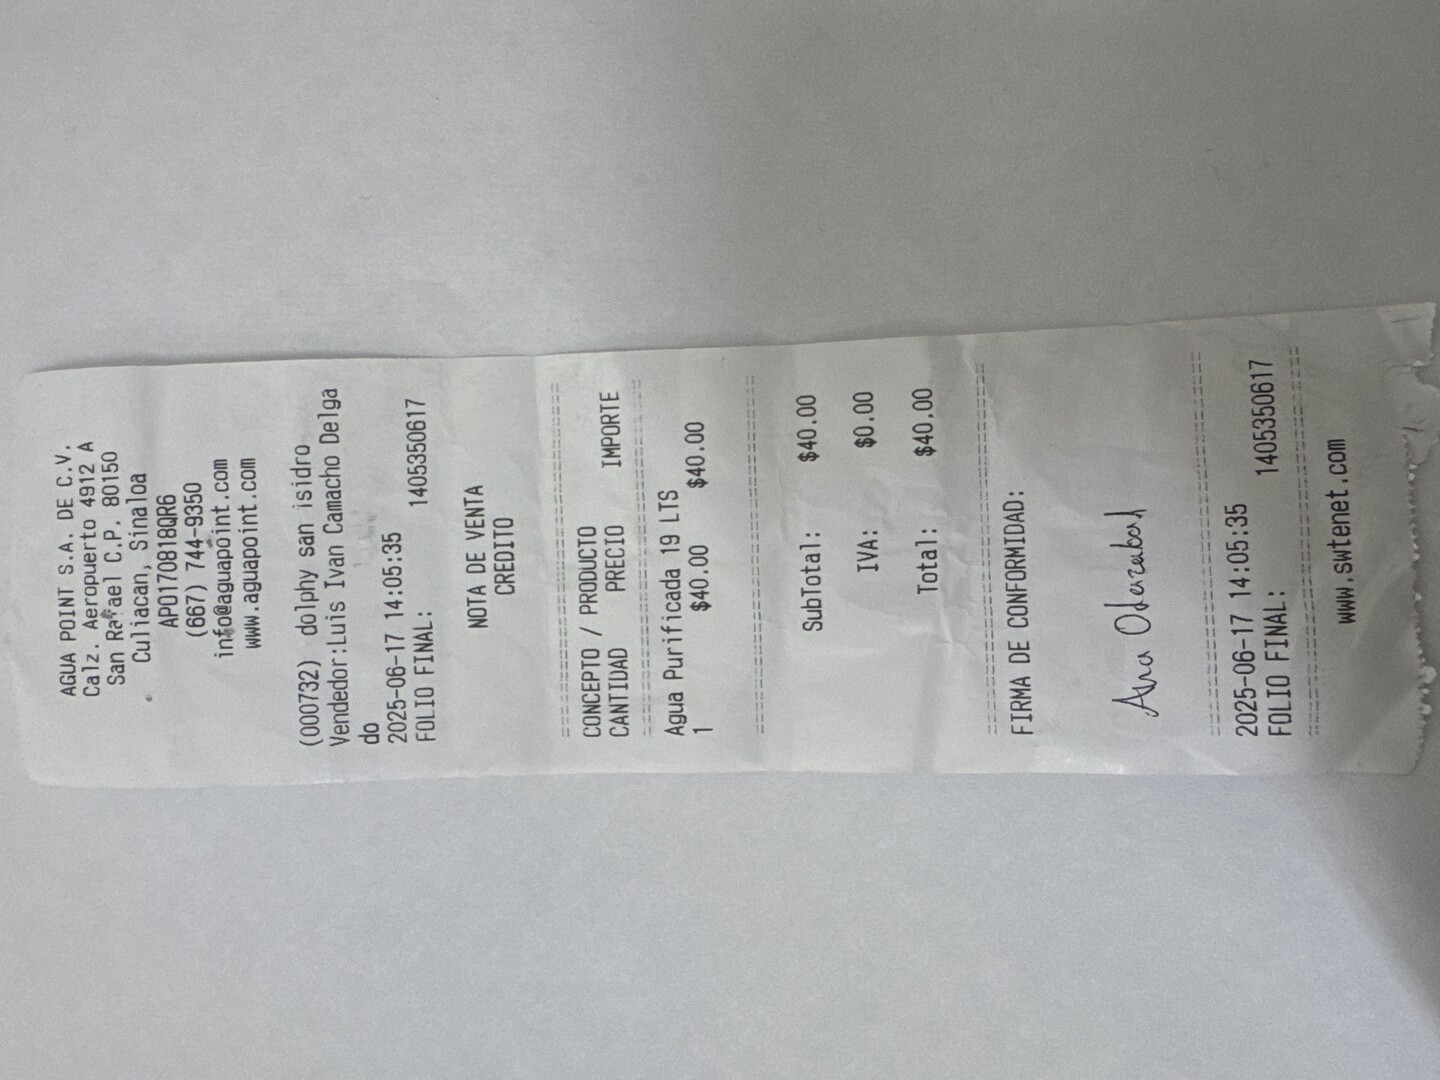 AGUA POINT S.A. DE C.V.
Calz. Aeropuerto 4912 A
San Rafael C.P. 80150
Culiacan, Sinaloa
APO170818QR6
(667) 744-9350
info@aguapoint.com
www.aguapoint.com
(000732) dolphy san isidro
Vendedor:Luis Ivan Camacho Delga
do
2025-06-17 14:05:35
FOLIO FINAL: 1405350617
NOTA DE VENTA
CREDITO
================================
CONCEPTO / PRODUCTO
CANTIDAD PRECIO IMPORTE
================================
Agua Purificada 19 LTS
1 $40.00 $40.00
================================
SubTotal: $40.00
IVA: $0.00
Total: $40.00
================================
FIRMA DE CONFORMIDAD:
Ana
================================
2025-06-17 14:05:35
FOLIO FINAL: 1405350617
================================
www.swtenet.com